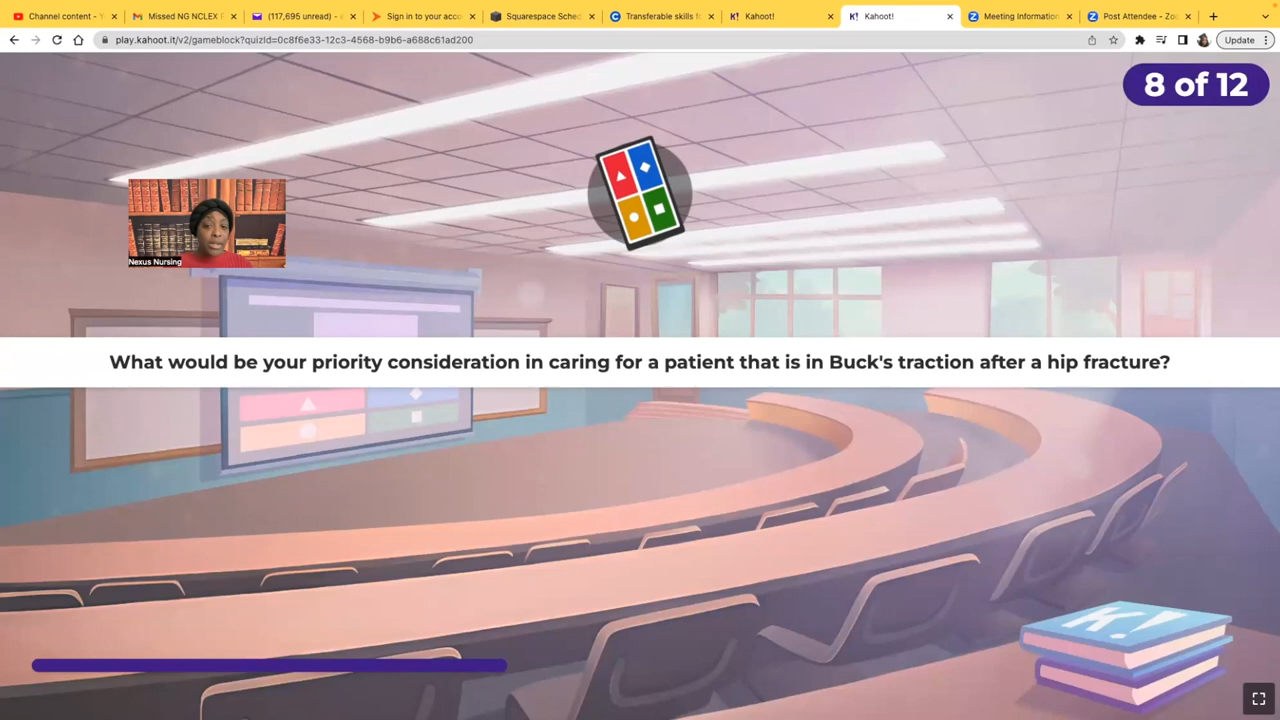 Channel content - Y
Missed NG NCLEX F
(117,695 unread) -
Sign in to your acco
Squarespace Sched
Transferable skills fo
Kahoot!
Kahoot!
Meeting Information
Post Attendee - Zoo
play.kahoot.it/v2/gameblock?quizId=0c8f6e33-12c3-4568-b9b6-a688c61ad200
Update
8 of 12
Nexus Nursing
What would be your priority consideration in caring for a patient that is in Buck's traction after a hip fracture?
K!